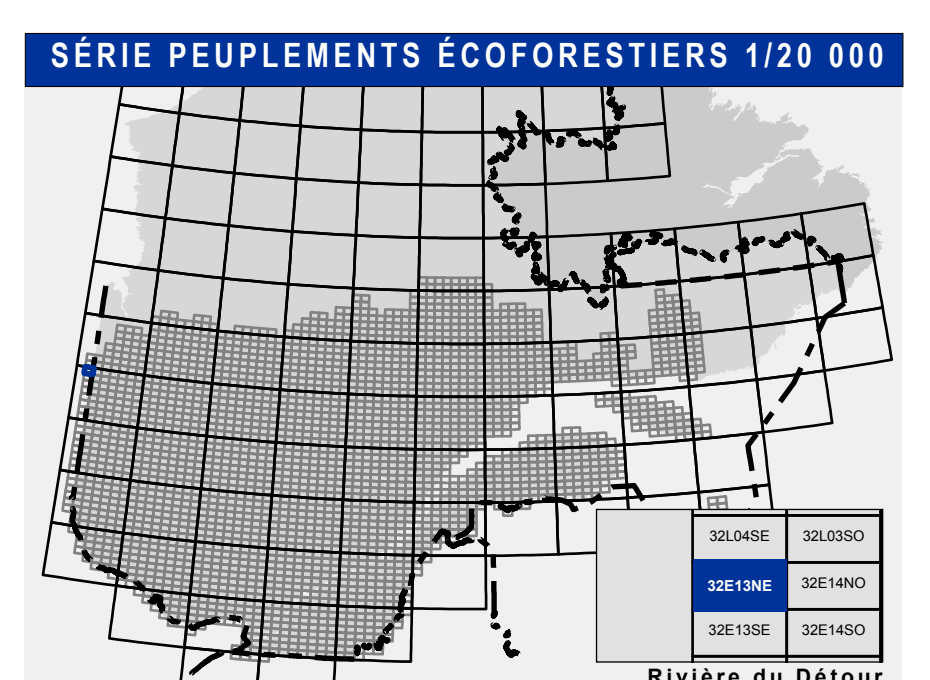 SÉRIE PEUPLEMENTS ÉCOFORESTIERS 1/20 000
32L04SE 32L03SO
32E13NE 32E14NO
32E13SE 32E14SO
Rivière du Détour